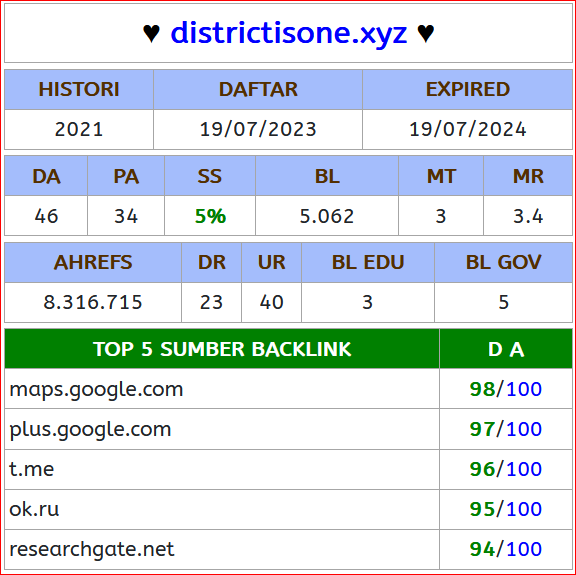 ♥ districtisone.xyz ♥
HISTORI DAFTAR EXPIRED
2021 19/07/2023 19/07/2024
DA PA SS BL MT MR
46 34 5% 5.062 3 3.4
AHREFS DR UR BL EDU BL GOV
8.316.715 23 40 3 5
TOP 5 SUMBER BACKLINK D A
maps.google.com 98/100
plus.google.com 97/100
t.me 96/100
ok.ru 95/100
researchgate.net 94/100